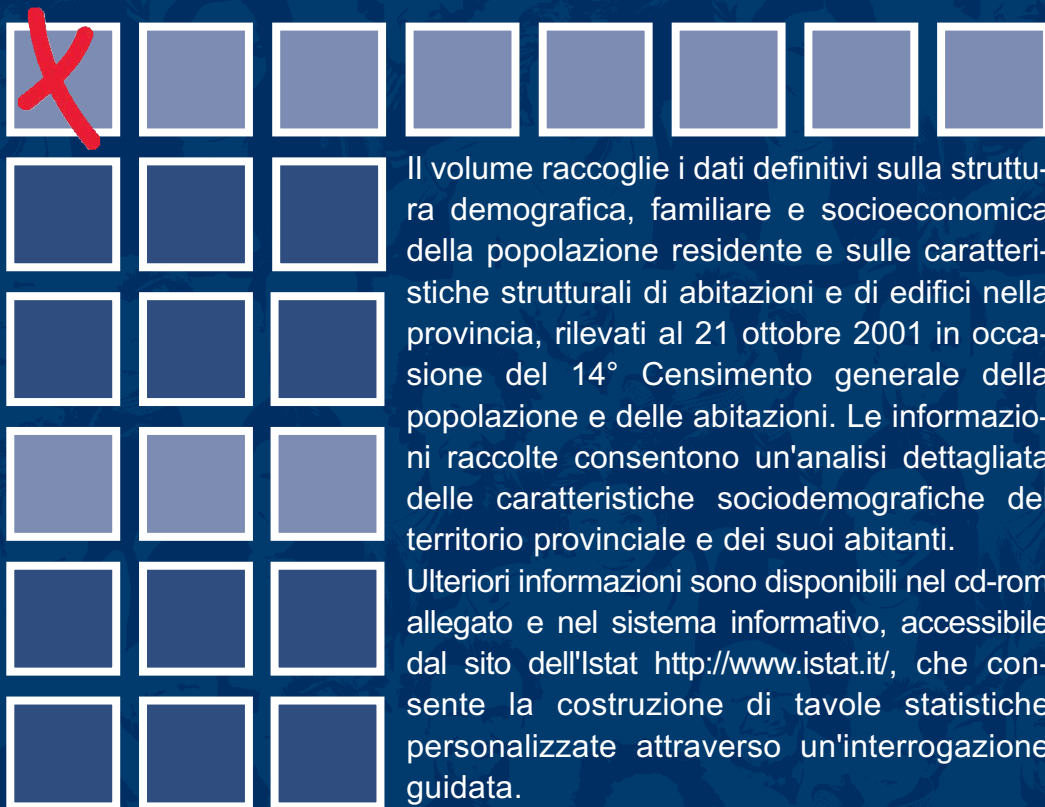 Il volume raccoglie i dati definitivi sulla struttu-
ra demografica, familiare e socioeconomica
della popolazione residente e sulle caratteri-
stiche strutturali di abitazioni e di edifici nella
provincia, rilevati al 21 ottobre 2001 in occa-
sione del 14° Censimento generale della
popolazione e delle abitazioni. Le informazio-
ni raccolte consentono un'analisi dettagliata
delle caratteristiche sociodemografiche del
territorio provinciale e dei suoi abitanti.
Ulteriori informazioni sono disponibili nel cd-rom
allegato e nel sistema informativo, accessibile
dal sito dell'Istat http://www.istat.it/, che con-
sente la costruzione di tavole statistiche
personalizzate attraverso un'interrogazione
guidata.